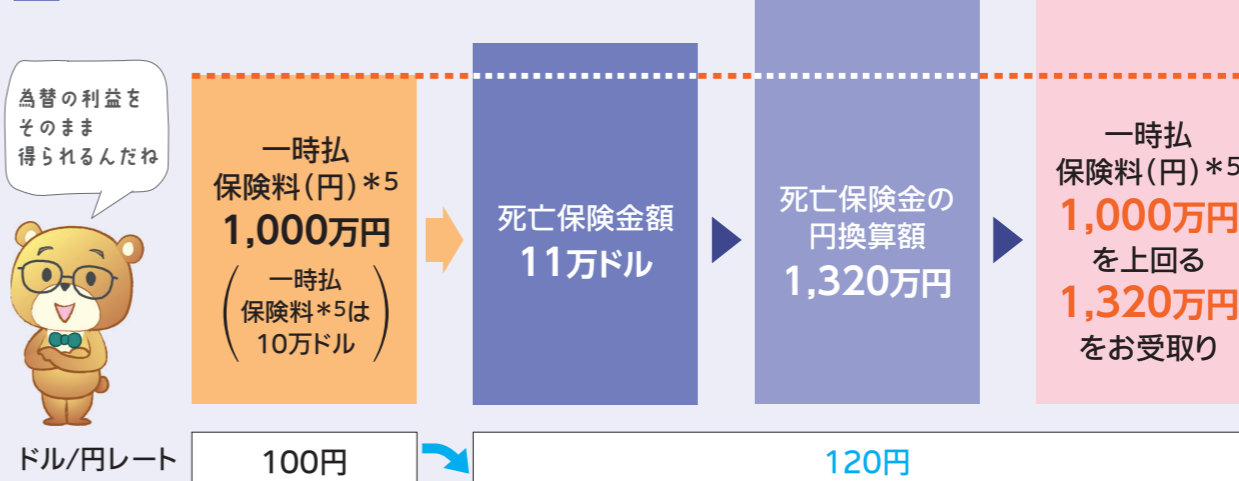 為替の利益を
そのまま
得られるんだね
一時払
保険料(円)*5
1,000万円
一時払
保険料*5は
10万ドル
死亡保険金額
11万ドル
死亡保険金の
円換算額
1,320万円
一時払
保険料(円)*5
1,000万円
を上回る
1,320万円
をお受取り
ドル/円レート
100円
120円